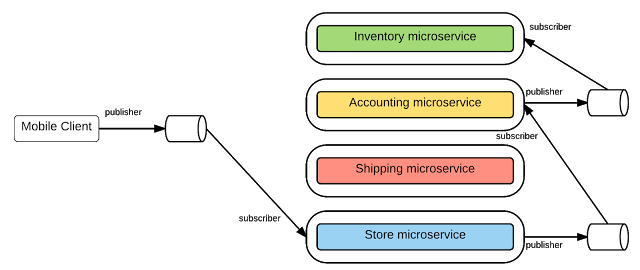 Inventory microservice
subscriber
Accounting microservice
publisher
publisher
Mobile Client
subscriber
Shipping microservice
subscriber
Store microservice
publisher